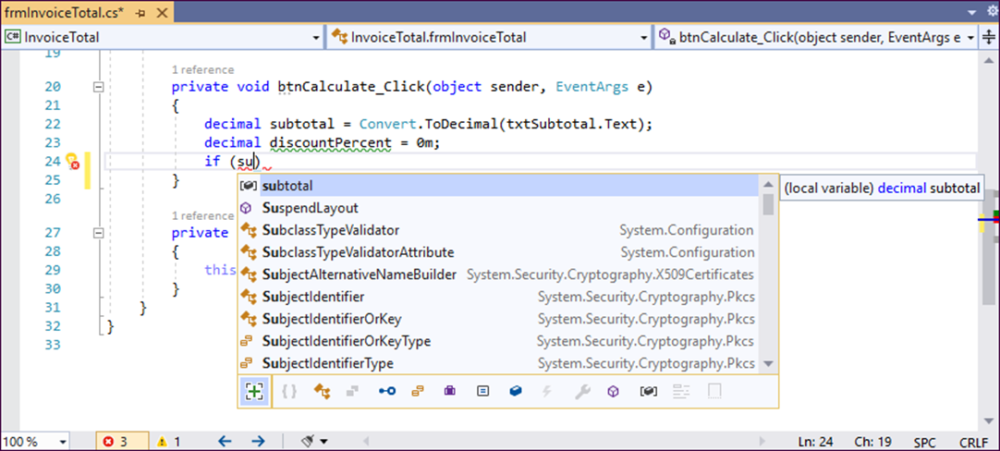 frmInvoiceTotal.cs*
C# InvoiceTotal InvoiceTotal.frmInvoiceTotal btnCalculate_Click(object sender, EventArgs e
19
1 reference
20 private void btnCalculate_Click(object sender, EventArgs e)
21 {
22 decimal subtotal = Convert.ToDecimal(txtSubtotal.Text);
23 decimal discountPercent = 0m;
24 if (su)
25 }
subtotal (local variable) decimal subtotal
26 SuspendLayout
1 reference
27 private SubclassTypeValidator System.Configuration
28 { SubclassTypeValidatorAttribute System.Configuration
29 this SubjectAlternativeNameBuilder System.Security.Cryptography.X509Certificates
30 } SubjectIdentifier System.Security.Cryptography.Pkcs
31 } SubjectIdentifierOrKey System.Security.Cryptography.Pkcs
32 } SubjectIdentifierOrKeyType System.Security.Cryptography.Pkcs
33 SubjectIdentifierType System.Security.Cryptography.Pkcs
100 % 3 1 Ln: 24 Ch: 19 SPC CRLF